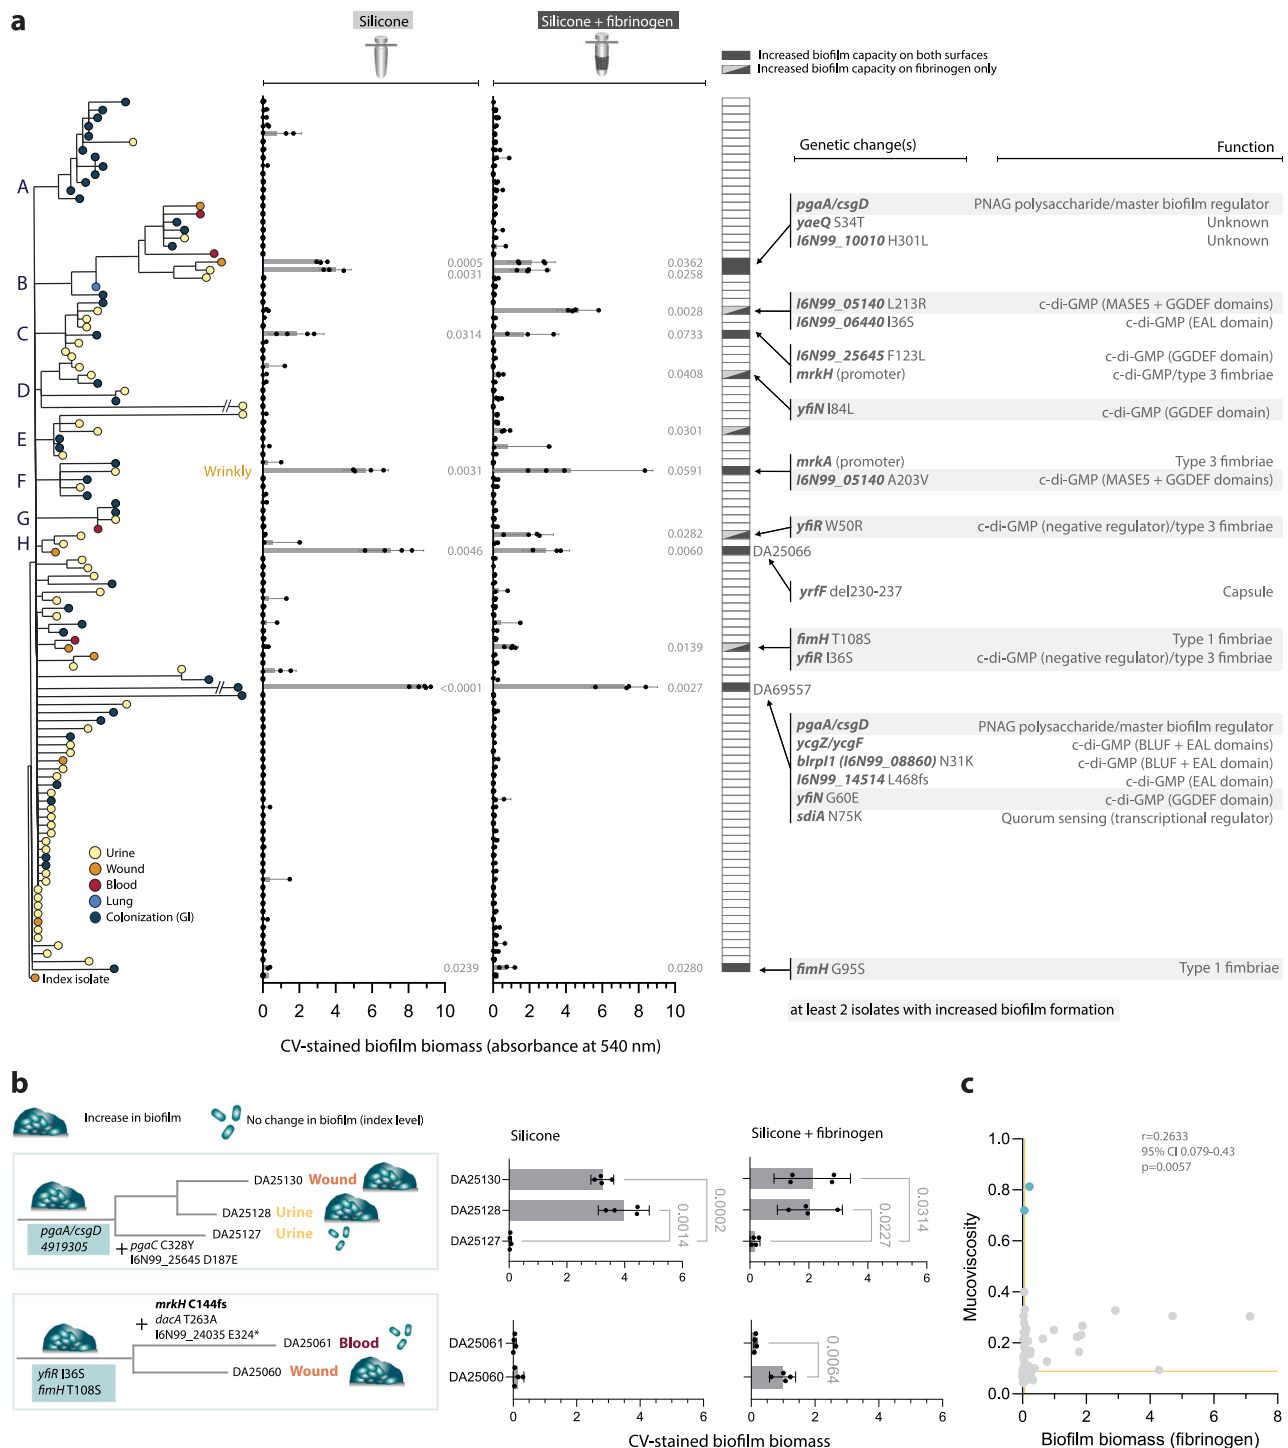 a
Silicone
Silicone + fibrinogen
Increased biofilm capacity on both surfaces
Increased biofilm capacity on fibrinogen only
Genetic change(s)
Function
A
B
C
D
E
F
G
H
Wrinkly
0.0005
0.0031
0.0314
0.0031
0.0046
<0.0001
0.0239
0.0362
0.0258
0.0028
0.0733
0.0408
0.0301
0.0591
0.0282
0.0060
0.0139
0.0027
0.0280
pgaA/csgD PNAG polysaccharide/master biofilm regulator
yaeQ S34T Unknown
I6N99_10010 H301L Unknown
I6N99_05140 L213R c-di-GMP (MASE5 + GGDEF domains)
I6N99_06440 I36S c-di-GMP (EAL domain)
I6N99_25645 F123L c-di-GMP (GGDEF domain)
mrkH (promoter) c-di-GMP/type 3 fimbriae
yfiN I84L c-di-GMP (GGDEF domain)
mrkA (promoter) Type 3 fimbriae
I6N99_05140 A203V c-di-GMP (MASE5 + GGDEF domains)
yfiR W50R c-di-GMP (negative regulator)/type 3 fimbriae
DA25066
yrfF del230-237 Capsule
fimH T108S Type 1 fimbriae
yfiR I36S c-di-GMP (negative regulator)/type 3 fimbriae
DA69557
pgaA/csgD PNAG polysaccharide/master biofilm regulator
ycgZ/ycgF c-di-GMP (BLUF + EAL domains)
blrpI1 (I6N99_08860) N31K c-di-GMP (BLUF + EAL domain)
I6N99_14514 L468fs c-di-GMP (EAL domain)
yfiN G60E c-di-GMP (GGDEF domain)
sdiA N75K Quorum sensing (transcriptional regulator)
fimH G95S Type 1 fimbriae
at least 2 isolates with increased biofilm formation
Urine
Wound
Blood
Lung
Colonization (GI)
Index isolate
0 2 4 6 8 10
0 2 4 6 8 10
CV-stained biofilm biomass (absorbance at 540 nm)
b
Increase in biofilm
No change in biofilm (index level)
DA25130 Wound
DA25128 Urine
DA25127 Urine
pgaA/csgD
4919305
+ pgaC C328Y
I6N99_25645 D187E
mrkH C144fs
+ dacA T263A
I6N99_24035 E324*
DA25061 Blood
DA25060 Wound
yfiR I36S
fimH T108S
Silicone
Silicone + fibrinogen
DA25130
DA25128
DA25127
0.0014
0.0002
0.0227
0.0314
0 2 4 6
0 2 4 6
DA25061
DA25060
0.0064
0 2 4 6
0 2 4 6
CV-stained biofilm biomass
c
r=0.2633
95% CI 0.079-0.43
p=0.0057
Mucoviscosity
1.0
0.8
0.6
0.4
0.2
0.0
0 2 4 6 8
Biofilm biomass (fibrinogen)